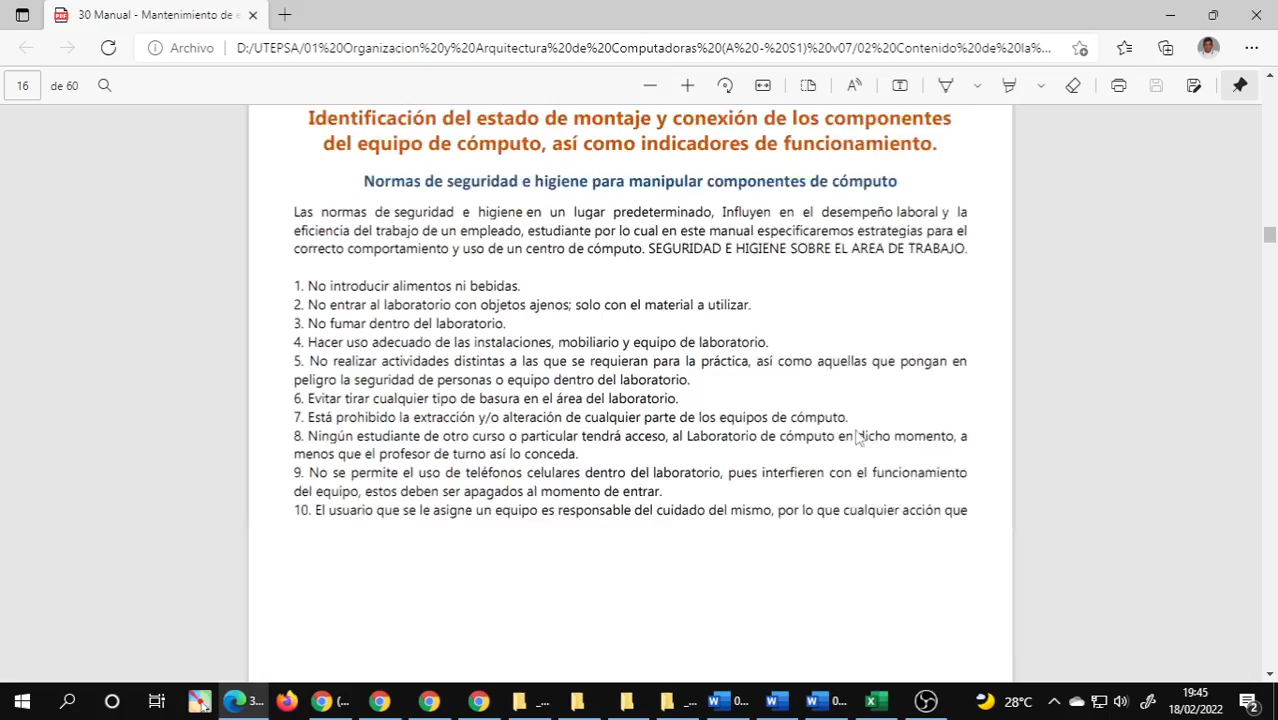 30 Manual - Mantenimiento de e
Archivo
D:/UTEPSA/01%20Organizacion%20y%20Arquitectura%20de%20Computadoras%20(A%20-%20S1)%20v07/02%20Contenido%20de%20la%...
16 de 60
Identificación del estado de montaje y conexión de los componentes
del equipo de cómputo, así como indicadores de funcionamiento.
Normas de seguridad e higiene para manipular componentes de cómputo
Las normas de seguridad e higiene en un lugar predeterminado, Influyen en el desempeño laboral y la
eficiencia del trabajo de un empleado, estudiante por lo cual en este manual especificaremos estrategias para el
correcto comportamiento y uso de un centro de cómputo. SEGURIDAD E HIGIENE SOBRE EL AREA DE TRABAJO.
1. No introducir alimentos ni bebidas.
2. No entrar al laboratorio con objetos ajenos; solo con el material a utilizar.
3. No fumar dentro del laboratorio.
4. Hacer uso adecuado de las instalaciones, mobiliario y equipo de laboratorio.
5. No realizar actividades distintas a las que se requieran para la práctica, así como aquellas que pongan en
peligro la seguridad de personas o equipo dentro del laboratorio.
6. Evitar tirar cualquier tipo de basura en el área del laboratorio.
7. Está prohibido la extracción y/o alteración de cualquier parte de los equipos de cómputo.
8. Ningún estudiante de otro curso o particular tendrá acceso, al Laboratorio de cómputo en dicho momento, a
menos que el profesor de turno así lo conceda.
9. No se permite el uso de teléfonos celulares dentro del laboratorio, pues interfieren con el funcionamiento
del equipo, estos deben ser apagados al momento de entrar.
10. El usuario que se le asigne un equipo es responsable del cuidado del mismo, por lo que cualquier acción que
3... (... _... _... 0... 0... 28°C 19:45
18/02/2022 2